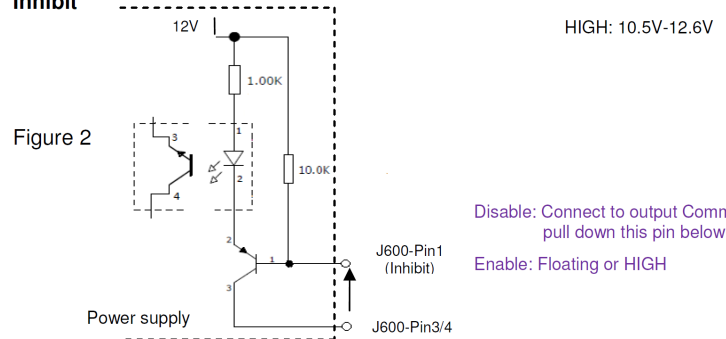 Inhibit
12V
HIGH: 10.5V-12.6V
1.00K
Figure 2
3
1
4
2
10.0K
Disable: Connect to output
pull down this pin below
2
1
3
J600-Pin1
(Inhibit)
Enable: Floating or HIGH
Power supply
J600-Pin3/4